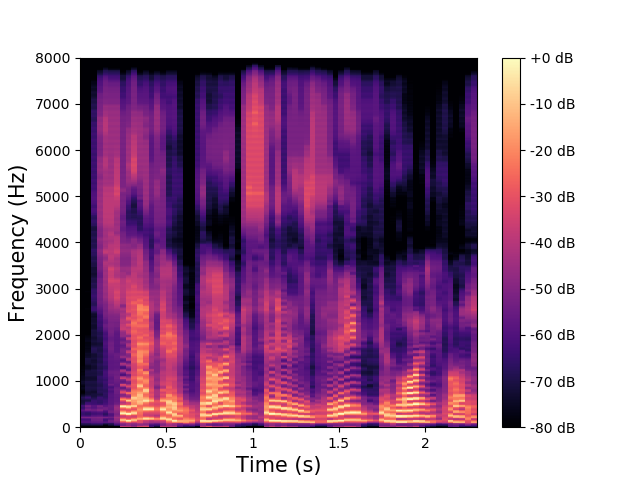 8000
7000
6000
5000
4000
3000
2000
1000
0
Frequency (Hz)
0
0.5
1
1.5
2
Time (s)
+0 dB
-10 dB
-20 dB
-30 dB
-40 dB
-50 dB
-60 dB
-70 dB
-80 dB